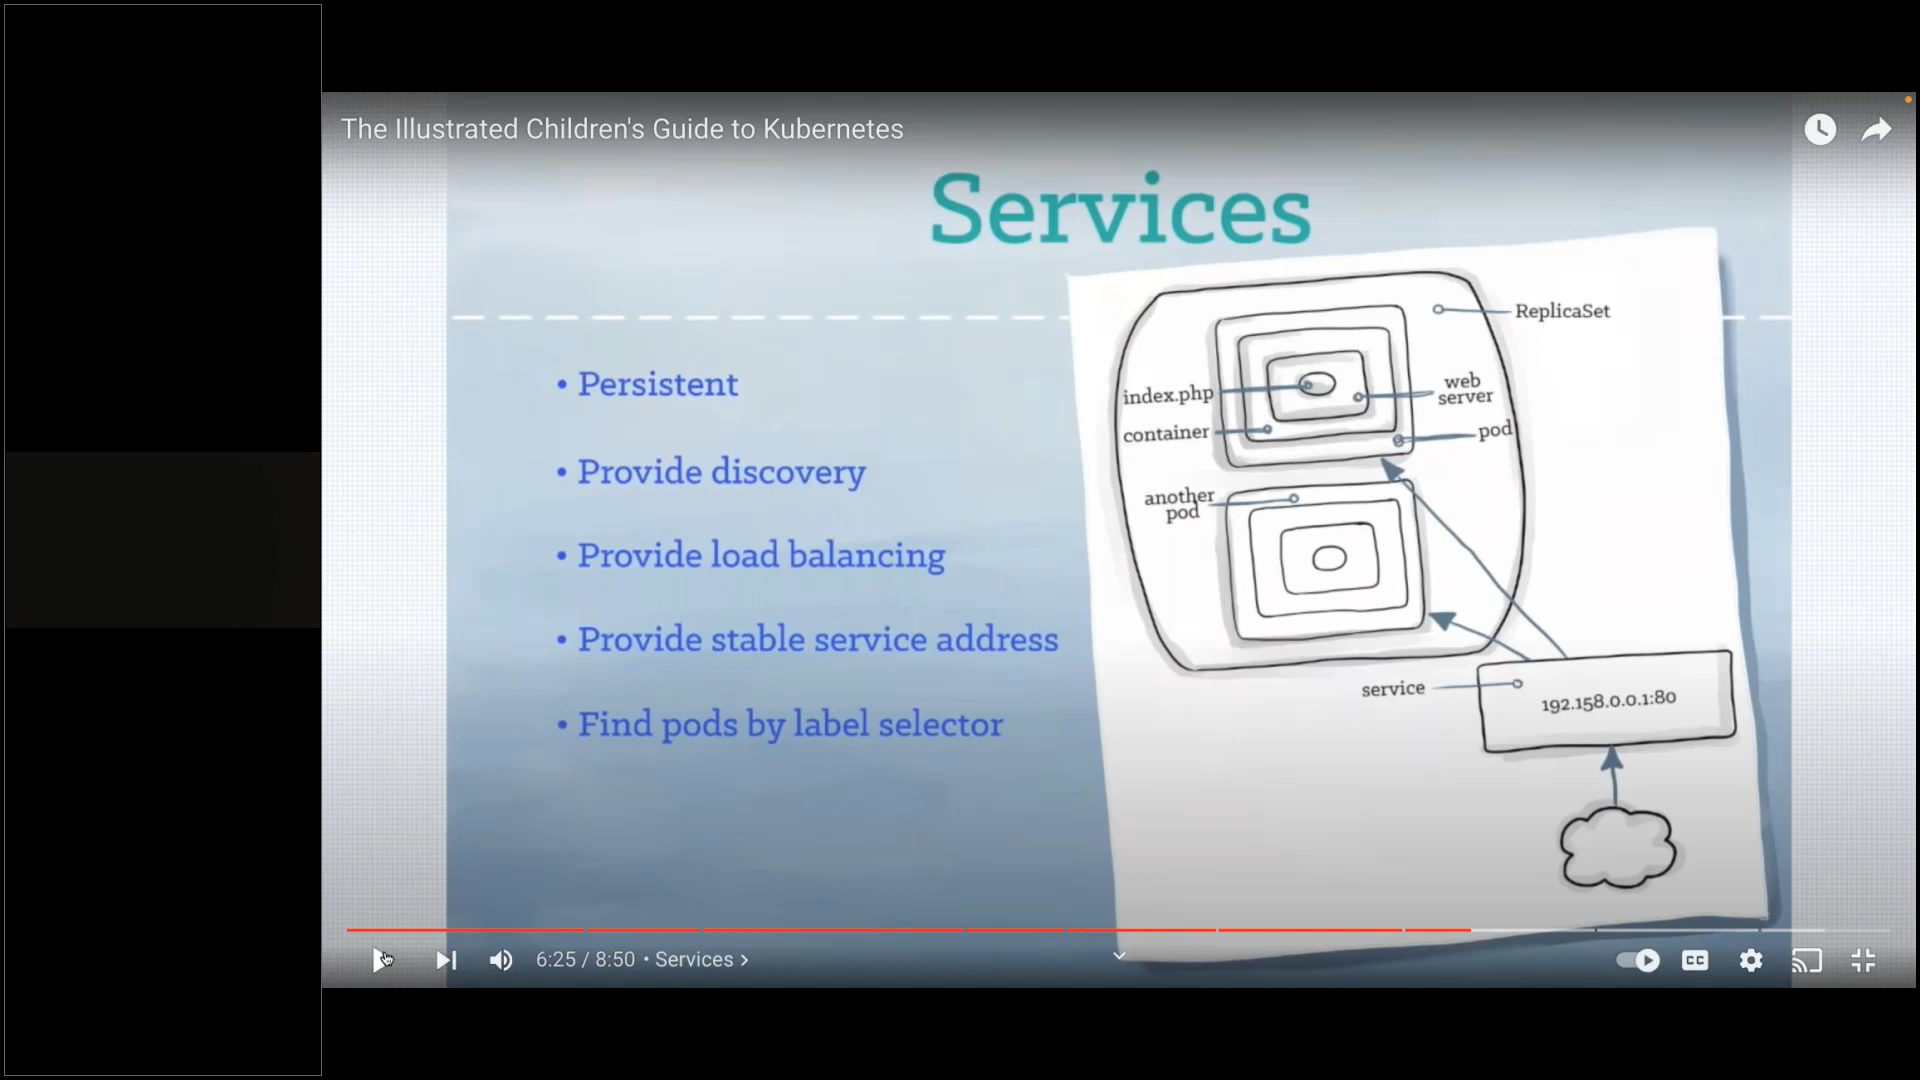 The Illustrated Children's Guide to Kubernetes
Services
• Persistent
• Provide discovery
• Provide load balancing
• Provide stable service address
• Find pods by label selector
ReplicaSet
index.php
web
server
container
pod
another
pod
service
192.158.0.0.1:80
6:25 / 8:50 • Services >
CC